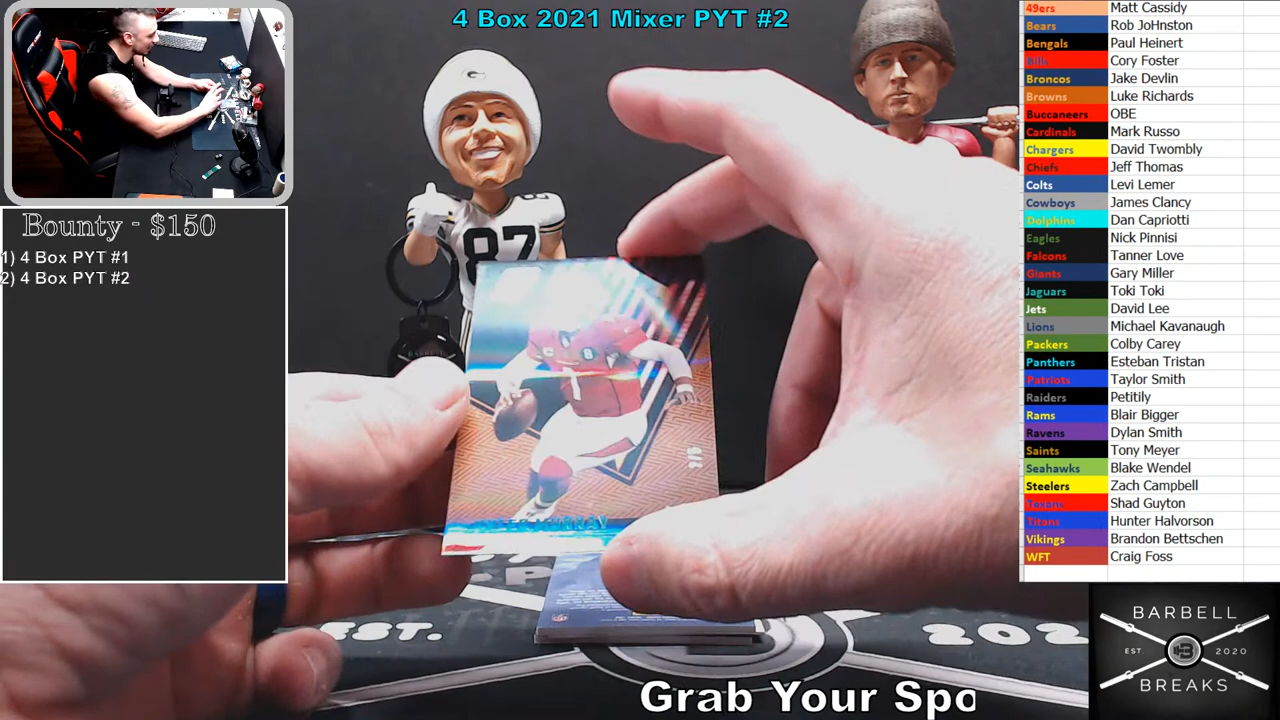 4 Box 2021 Mixer PYT #2
Bounty - $150
1) 4 Box PYT #1
2) 4 Box PYT #2
49ers Matt Cassidy
Bears Rob JoHnston
Bengals Paul Heinert
Bills Cory Foster
Broncos Jake Devlin
Browns Luke Richards
Buccaneers OBE
Cardinals Mark Russo
Chargers David Twombly
Chiefs Jeff Thomas
Colts Levi Lemer
Cowboys James Clancy
Dolphins Dan Capriotti
Eagles Nick Pinnisi
Falcons Tanner Love
Giants Gary Miller
Jaguars Toki Toki
Jets David Lee
Lions Michael Kavanaugh
Packers Colby Carey
Panthers Esteban Tristan
Patriots Taylor Smith
Raiders Petitily
Rams Blair Bigger
Ravens Dylan Smith
Saints Tony Meyer
Seahawks Blake Wendel
Steelers Zach Campbell
Texans Shad Guyton
Titans Hunter Halvorson
Vikings Brandon Bettschen
WFT Craig Foss
G
87
1
MURRAY
EST.
202
BARBELL
EST. 2020
BREAKS
Grab Your Spo